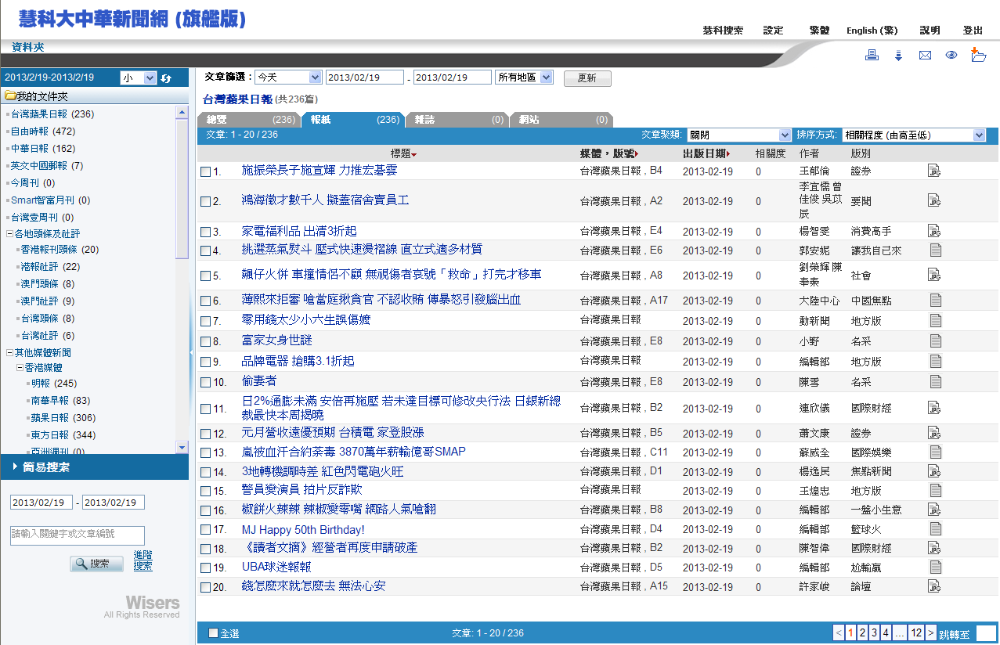 慧科大中華新聞網 (旗艦版)
慧科搜索 設定 繁體 English (繁) 說明 登出
資料夾
2013/2/19-2013/2/19 小
我的文件夾
台灣蘋果日報 (236)
自由時報 (472)
中華日報 (162)
英文中國郵報 (7)
今周刊 (0)
Smart智富月刊 (0)
台灣壹周刊 (0)
各地頭條及社評
香港報刊頭條 (20)
港報社評 (22)
澳門頭條 (8)
澳門社評 (9)
台灣頭條 (8)
台灣社評 (6)
其他媒體新聞
香港媒體
明報 (245)
南華早報 (83)
蘋果日報 (306)
東方日報 (344)
亞洲週刊 (0)
簡易搜索
2013/02/19 - 2013/02/19
請輸入關鍵字或文章編號
搜索 進階搜索
Wisers
All Rights Reserved
文章篩選： 今天 2013/02/19 - 2013/02/19 所有地區 更新
台灣蘋果日報 (共236篇)
總覽 (236) 報紙 (236) 雜誌 (0) 網站 (0)
文章: 1 - 20 / 236 文章聚類: 關閉 排序方式: 相關程度 (由高至低)
標題 媒體，版號 出版日期 相關度 作者 版別
1. 施振榮長子施宣輝 力推宏碁雲 台灣蘋果日報 , B4 2013-02-19 0 王郁倫 證券 JPG
2. 鴻海徵才數千人 擬蓋宿舍賣員工 台灣蘋果日報 , A2 2013-02-19 0 李宜儒 曾佳俊 吳苡辰 要聞 JPG
3. 家電福利品 出清3折起 台灣蘋果日報 , E4 2013-02-19 0 楊智雯 消費高手 JPG
4. 挑選蒸氣熨斗 壓式快速燙褶線 直立式適多材質 台灣蘋果日報 , E6 2013-02-19 0 郭安妮 讓我自己來
5. 飆仔火併 車撞情侶不顧 無視傷者哀號「救命」打完才移車 台灣蘋果日報 , A8 2013-02-19 0 劉榮輝 陳奉秦 社會 JPG
6. 薄熙來拒審 嗆當庭揪貪官 不認收賄 傳暴怒引發腦出血 台灣蘋果日報 , A17 2013-02-19 0 大陸中心 中國焦點
7. 零用錢太少小六生誤傷嬤 台灣蘋果日報 2013-02-19 0 動新聞 地方版
8. 富家女身世謎 台灣蘋果日報 , E8 2013-02-19 0 小野 名采
9. 品牌電器 搶購3.1折起 台灣蘋果日報 2013-02-19 0 編輯部 地方版
10. 偷妻者 台灣蘋果日報 , E8 2013-02-19 0 陳雪 名采
11. 日2%通膨未滿 安倍再施壓 若未達目標可修改央行法 日銀新總裁最快本周揭曉 台灣蘋果日報 , B2 2013-02-19 0 連欣儀 國際財經 JPG
12. 元月營收遠優預期 台積電 家登股漲 台灣蘋果日報 , B5 2013-02-19 0 蕭文康 證券 JPG
13. 嵐被血汗合約荼毒 3870萬年薪輸億哥SMAP 台灣蘋果日報 , C11 2013-02-19 0 蘇威全 國際娛樂
14. 3地轉機調時差 紅色閃電砲火旺 台灣蘋果日報 , D1 2013-02-19 0 楊逸民 焦點新聞 JPG
15. 警員變演員 拍片反詐欺 台灣蘋果日報 2013-02-19 0 王煌忠 地方版
16. 椒餅火辣辣 辣椒變零嘴 網路人氣嗆翻 台灣蘋果日報 , B8 2013-02-19 0 編輯部 一盤小生意 JPG
17. MJ Happy 50th Birthday! 台灣蘋果日報 , D4 2013-02-19 0 編輯部 籃球火
18. 《讀者文摘》經營者再度申請破產 台灣蘋果日報 , B2 2013-02-19 0 陳智偉 國際財經 JPG
19. UBA球迷報報 台灣蘋果日報 , D5 2013-02-19 0 編輯部 尬輸贏
20. 錢怎麼來就怎麼去 無法心安 台灣蘋果日報 , A15 2013-02-19 0 許家峻 論壇 JPG
全選 文章: 1 - 20 / 236 < 1 2 3 4 ... 12 > 跳轉至